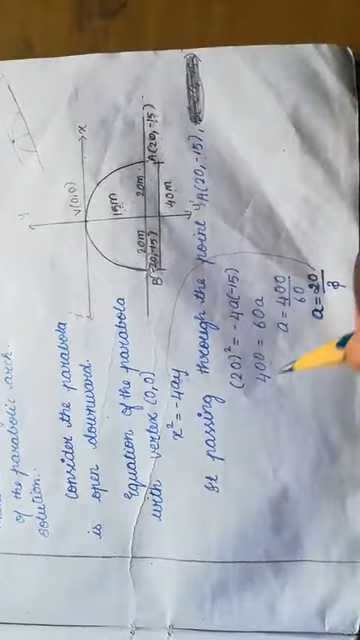 of the parabolic arch.
solution:
Consider the parabola
is open downward.
Equation of the parabola
with vertex (0,0)
x² = -4ay
It passing through the point A(20,-15),
(20)² = -4a(-15)
400 = 60a
a = 400
60
a = 20
3
V(0,0)
x
y
15m
20m
20m
40m
A(20,-15)
B(-20,-15)
y'